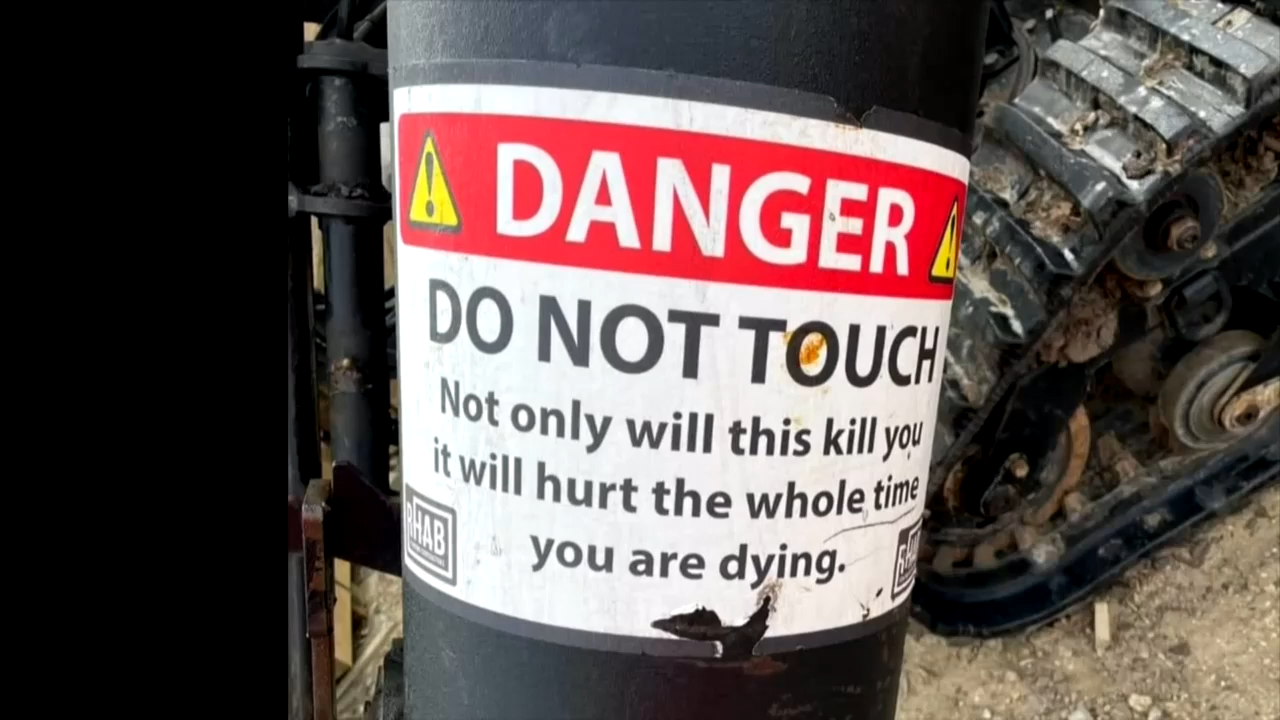 DANGER
DO NOT TOUCH
Not only will this kill you
it will hurt the whole time
you are dying.
RHAB